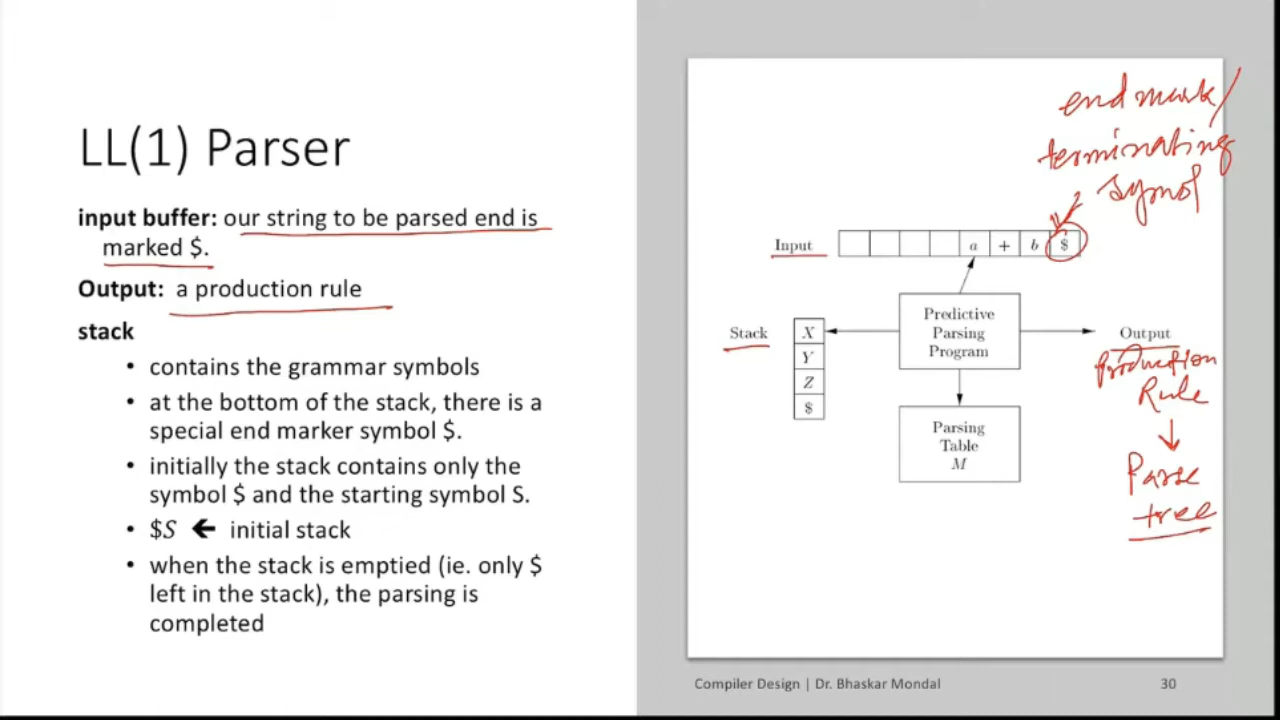 LL(1) Parser
input buffer: our string to be parsed end is
marked $.
Output: a production rule
stack
• contains the grammar symbols
• at the bottom of the stack, there is a
special end marker symbol $.
• initially the stack contains only the
symbol $ and the starting symbol S.
• $S ← initial stack
• when the stack is emptied (ie. only $
left in the stack), the parsing is
completed
end mark/
terminating
symol
Input a + b $
Stack
X
Y
Z
$
Predictive
Parsing
Program
Output
Production
Rule
↓
Parse
tree
Parsing
Table
M
Compiler Design | Dr. Bhaskar Mondal 30